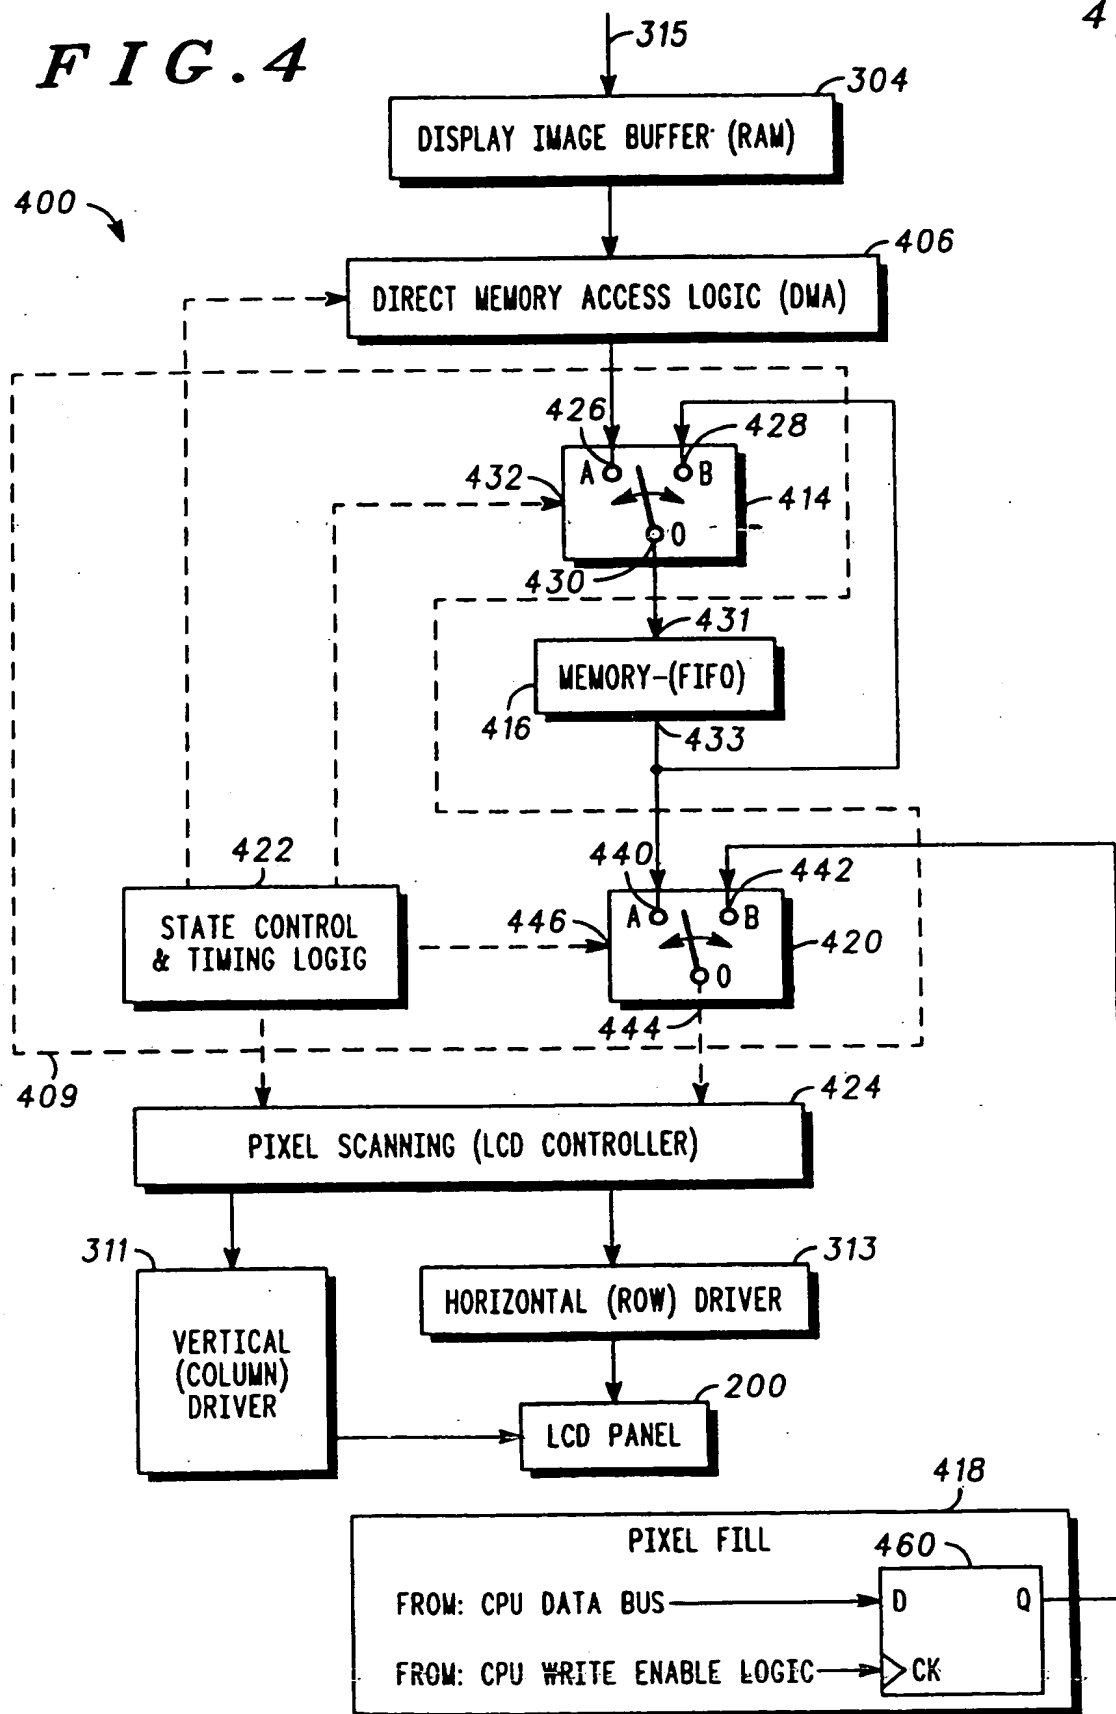 FIG.4
4
315
304
DISPLAY IMAGE BUFFER (RAM)
400
406
DIRECT MEMORY ACCESS LOGIC (DMA)
426
428
A
B
432
414
O
430
431
MEMORY-(FIFO)
416
433
422
440
442
STATE CONTROL
& TIMING LOGIG
446
A
B
420
O
444
409
424
PIXEL SCANNING (LCD CONTROLLER)
311
313
HORIZONTAL (ROW) DRIVER
VERTICAL
(COLUMN)
DRIVER
200
LCD PANEL
418
PIXEL FILL
460
FROM: CPU DATA BUS
D
Q
FROM: CPU WRITE ENABLE LOGIC
CK